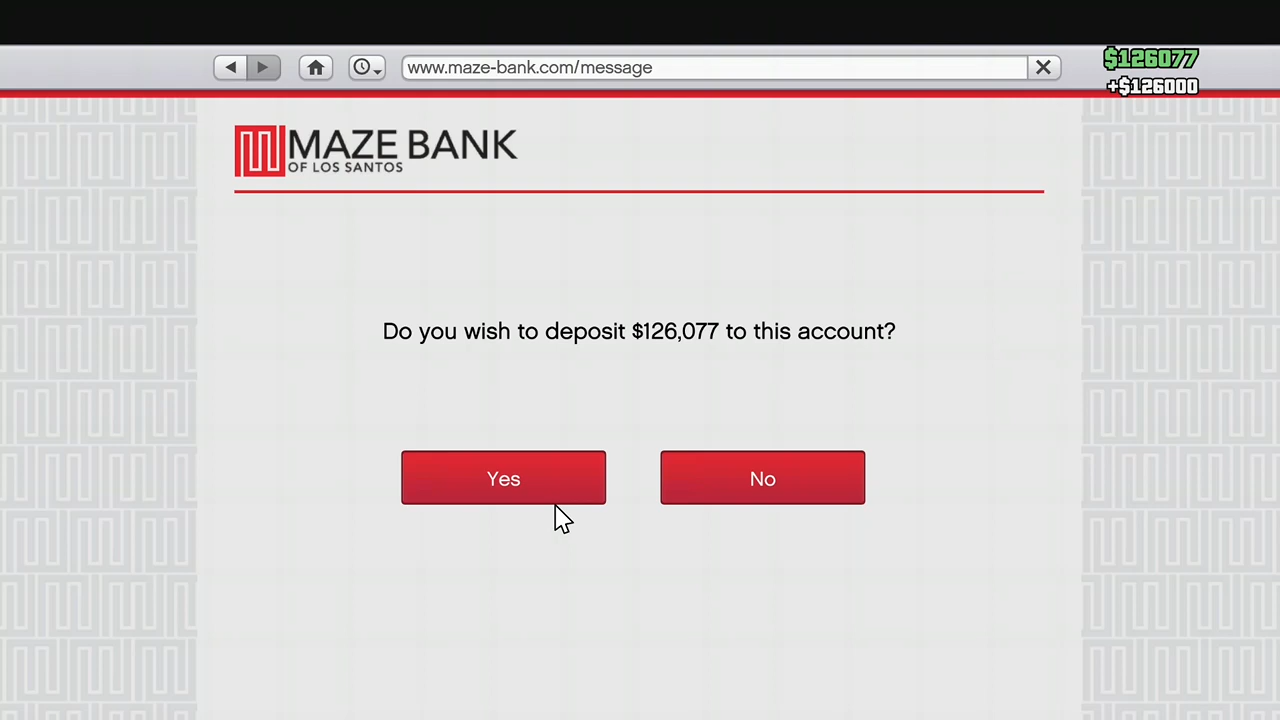 www.maze-bank.com/message
$126077
+$126000
MAZE BANK
OF LOS SANTOS
Do you wish to deposit $126,077 to this account?
Yes
No